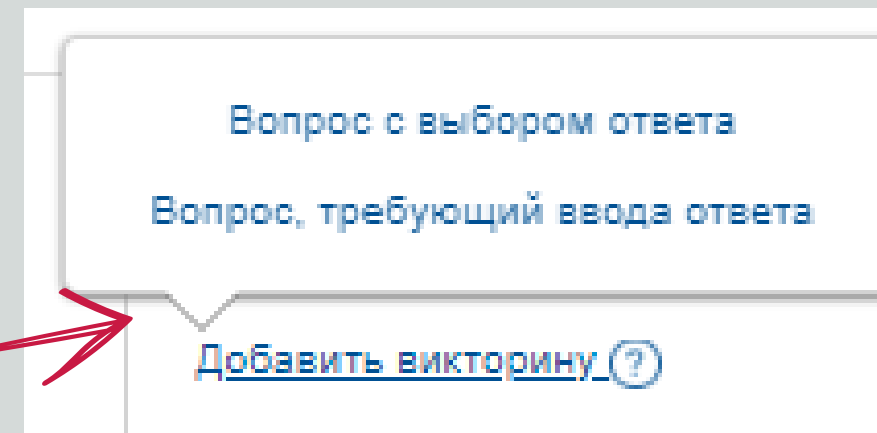 Вопрос с выбором ответа
Вопрос, требующий ввода ответа
Добавить викторину ?